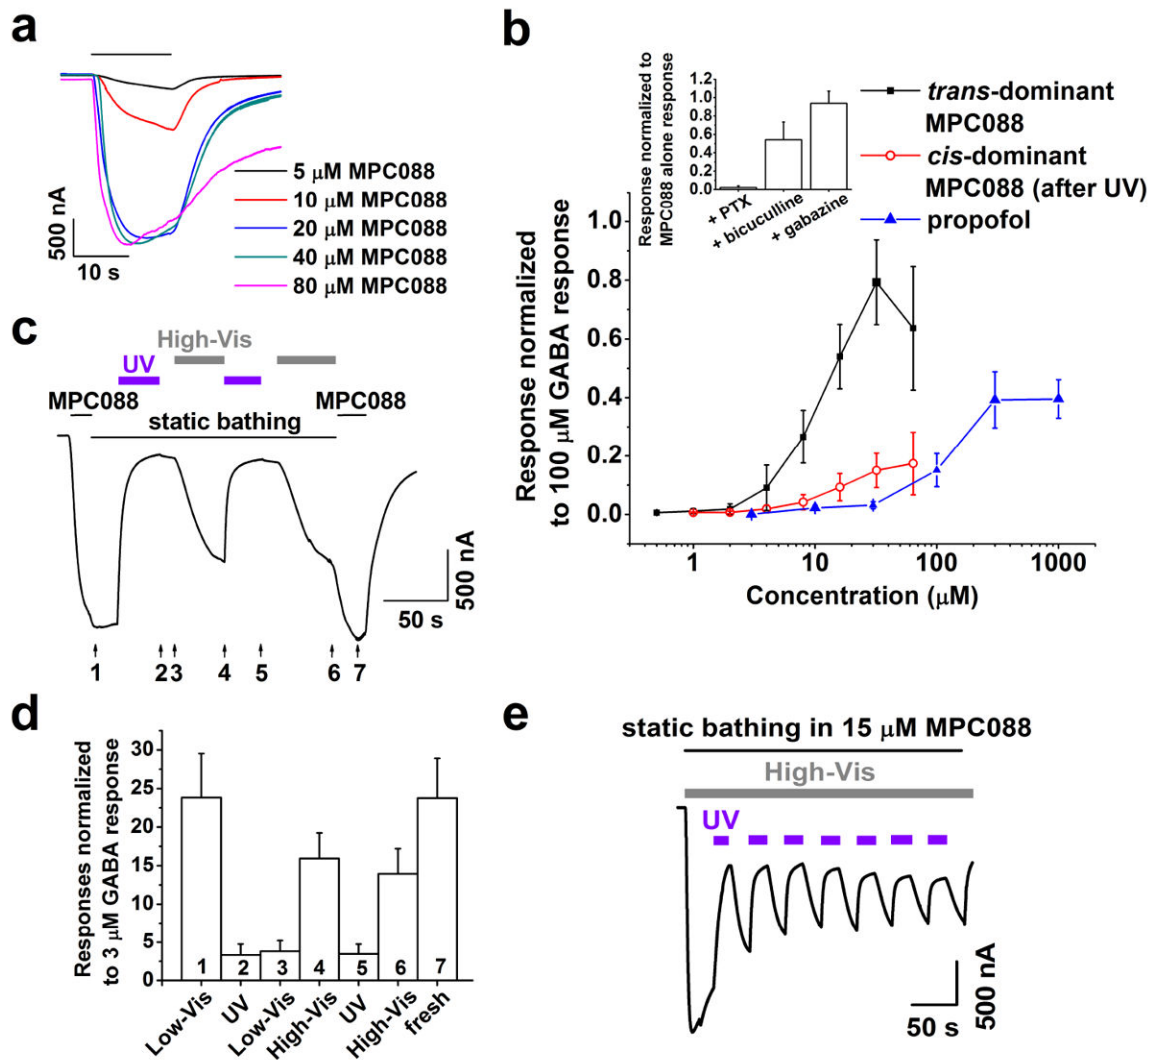 a
5 μM MPC088
10 μM MPC088
20 μM MPC088
40 μM MPC088
80 μM MPC088
500 nA
10 s
b
Response normalized to
MPC088 alone response
1.2
1.0
0.8
0.6
0.4
0.2
0.0
+ PTX
+ bicuculline
+ gabazine
trans-dominant
MPC088
cis-dominant
MPC088 (after UV)
propofol
Response normalized
to 100 μM GABA response
1.0
0.8
0.6
0.4
0.2
0.0
1
10
100
1000
Concentration (μM)
c
High-Vis
UV
MPC088
MPC088
static bathing
500 nA
50 s
1
2
3
4
5
6
7
d
Responses normalized
to 3 μM GABA response
30
25
20
15
10
5
0
1
2
3
4
5
6
7
Low-Vis
UV
Low-Vis
High-Vis
UV
High-Vis
fresh
e
static bathing in 15 μM MPC088
High-Vis
UV
500 nA
50 s